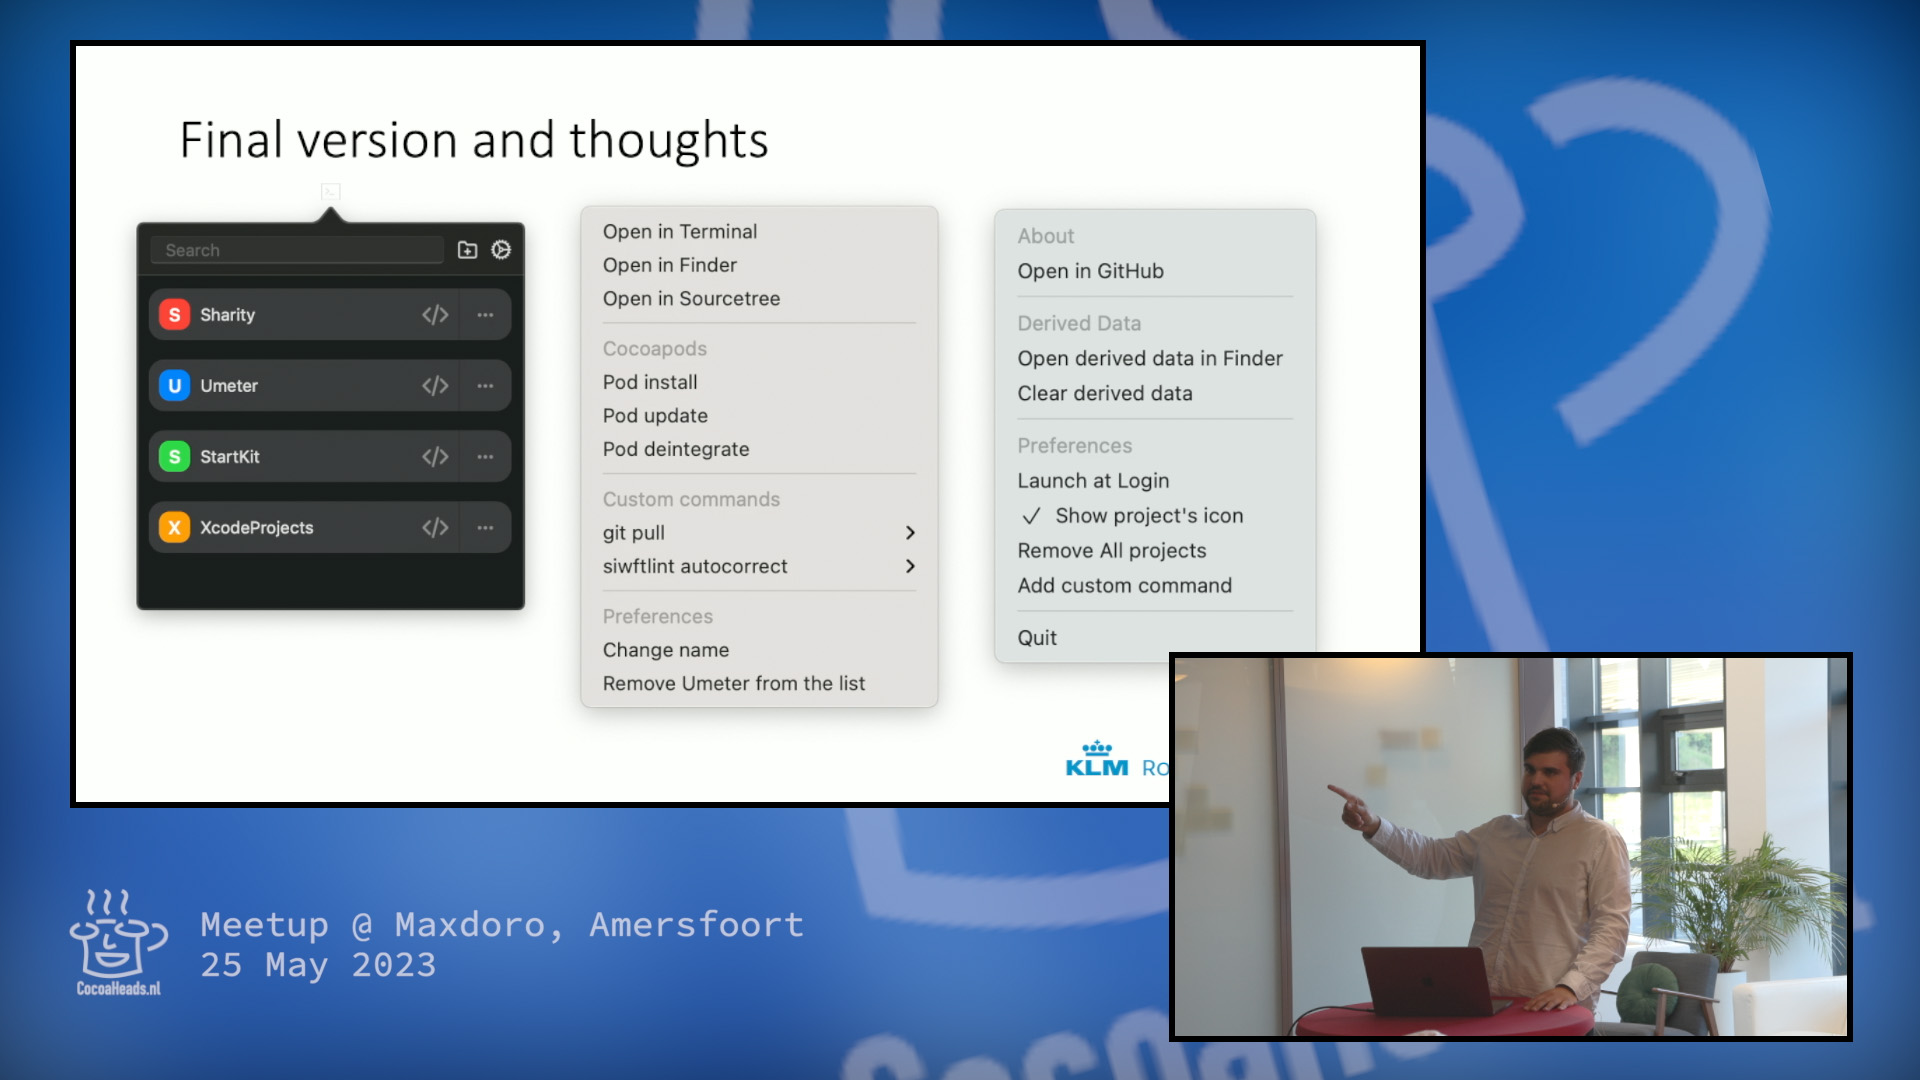 Final version and thoughts
Search
S Sharity </> ...
U Umeter </> ...
S StartKit </> ...
X XcodeProjects </> ...
Open in Terminal
Open in Finder
Open in Sourcetree
Cocoapods
Pod install
Pod update
Pod deintegrate
Custom commands
git pull
siwftlint autocorrect
Preferences
Change name
Remove Umeter from the list
About
Open in GitHub
Derived Data
Open derived data in Finder
Clear derived data
Preferences
Launch at Login
✓ Show project's icon
Remove All projects
Add custom command
Quit
KLM Ro
Meetup @ Maxdoro, Amersfoort
25 May 2023
CocoaHeads.nl